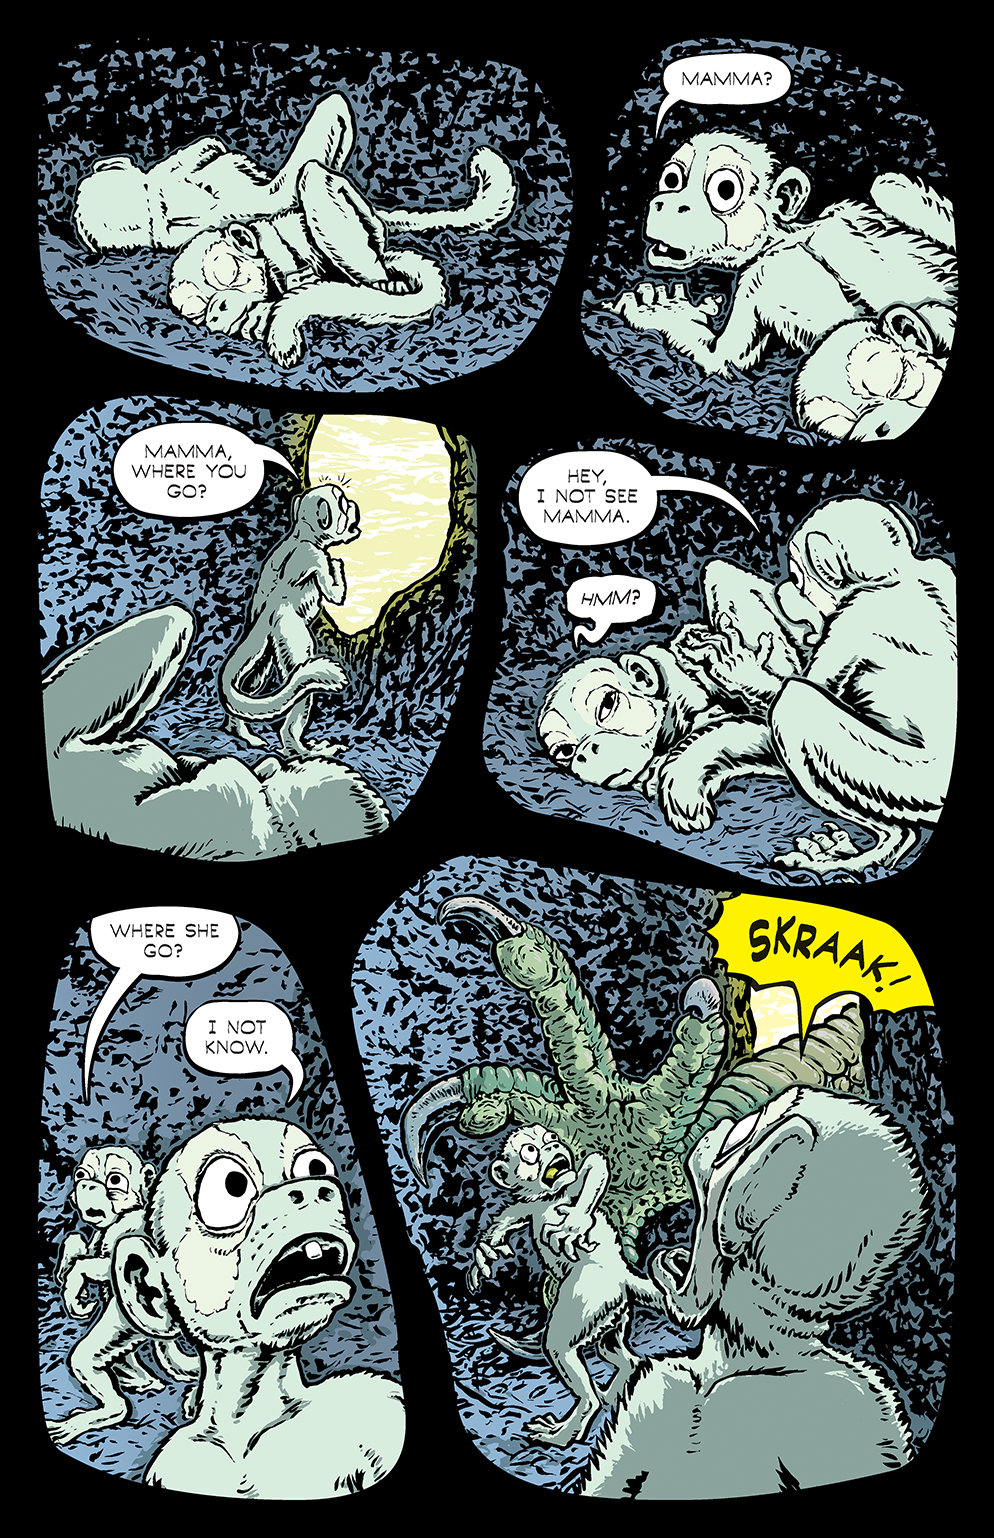 MAMMA?
MAMMA,
WHERE YOU
GO?
HEY,
I NOT SEE
MAMMA.
HMM?
WHERE SHE
GO?
I NOT
KNOW.
SKRAAK!